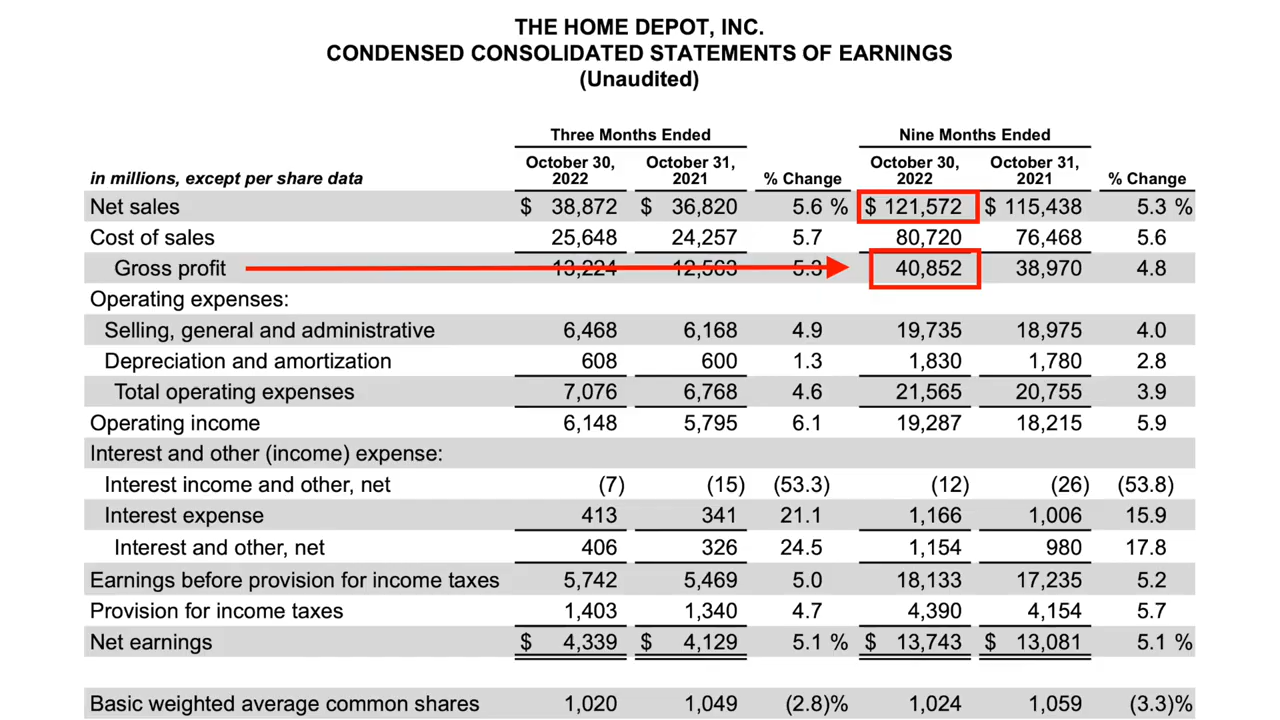 THE HOME DEPOT, INC.
CONDENSED CONSOLIDATED STATEMENTS OF EARNINGS
(Unaudited)
Three Months Ended Nine Months Ended
in millions, except per share data October 30, 2022 October 31, 2021 % Change October 30, 2022 October 31, 2021 % Change
Net sales $ 38,872 $ 36,820 5.6 % $ 121,572 $ 115,438 5.3 %
Cost of sales 25,648 24,257 5.7 80,720 76,468 5.6
Gross profit 13,224 12,563 5.3 40,852 38,970 4.8
Operating expenses:
Selling, general and administrative 6,468 6,168 4.9 19,735 18,975 4.0
Depreciation and amortization 608 600 1.3 1,830 1,780 2.8
Total operating expenses 7,076 6,768 4.6 21,565 20,755 3.9
Operating income 6,148 5,795 6.1 19,287 18,215 5.9
Interest and other (income) expense:
Interest income and other, net (7) (15) (53.3) (12) (26) (53.8)
Interest expense 413 341 21.1 1,166 1,006 15.9
Interest and other, net 406 326 24.5 1,154 980 17.8
Earnings before provision for income taxes 5,742 5,469 5.0 18,133 17,235 5.2
Provision for income taxes 1,403 1,340 4.7 4,390 4,154 5.7
Net earnings $ 4,339 $ 4,129 5.1 % $ 13,743 $ 13,081 5.1 %
Basic weighted average common shares 1,020 1,049 (2.8)% 1,024 1,059 (3.3)%